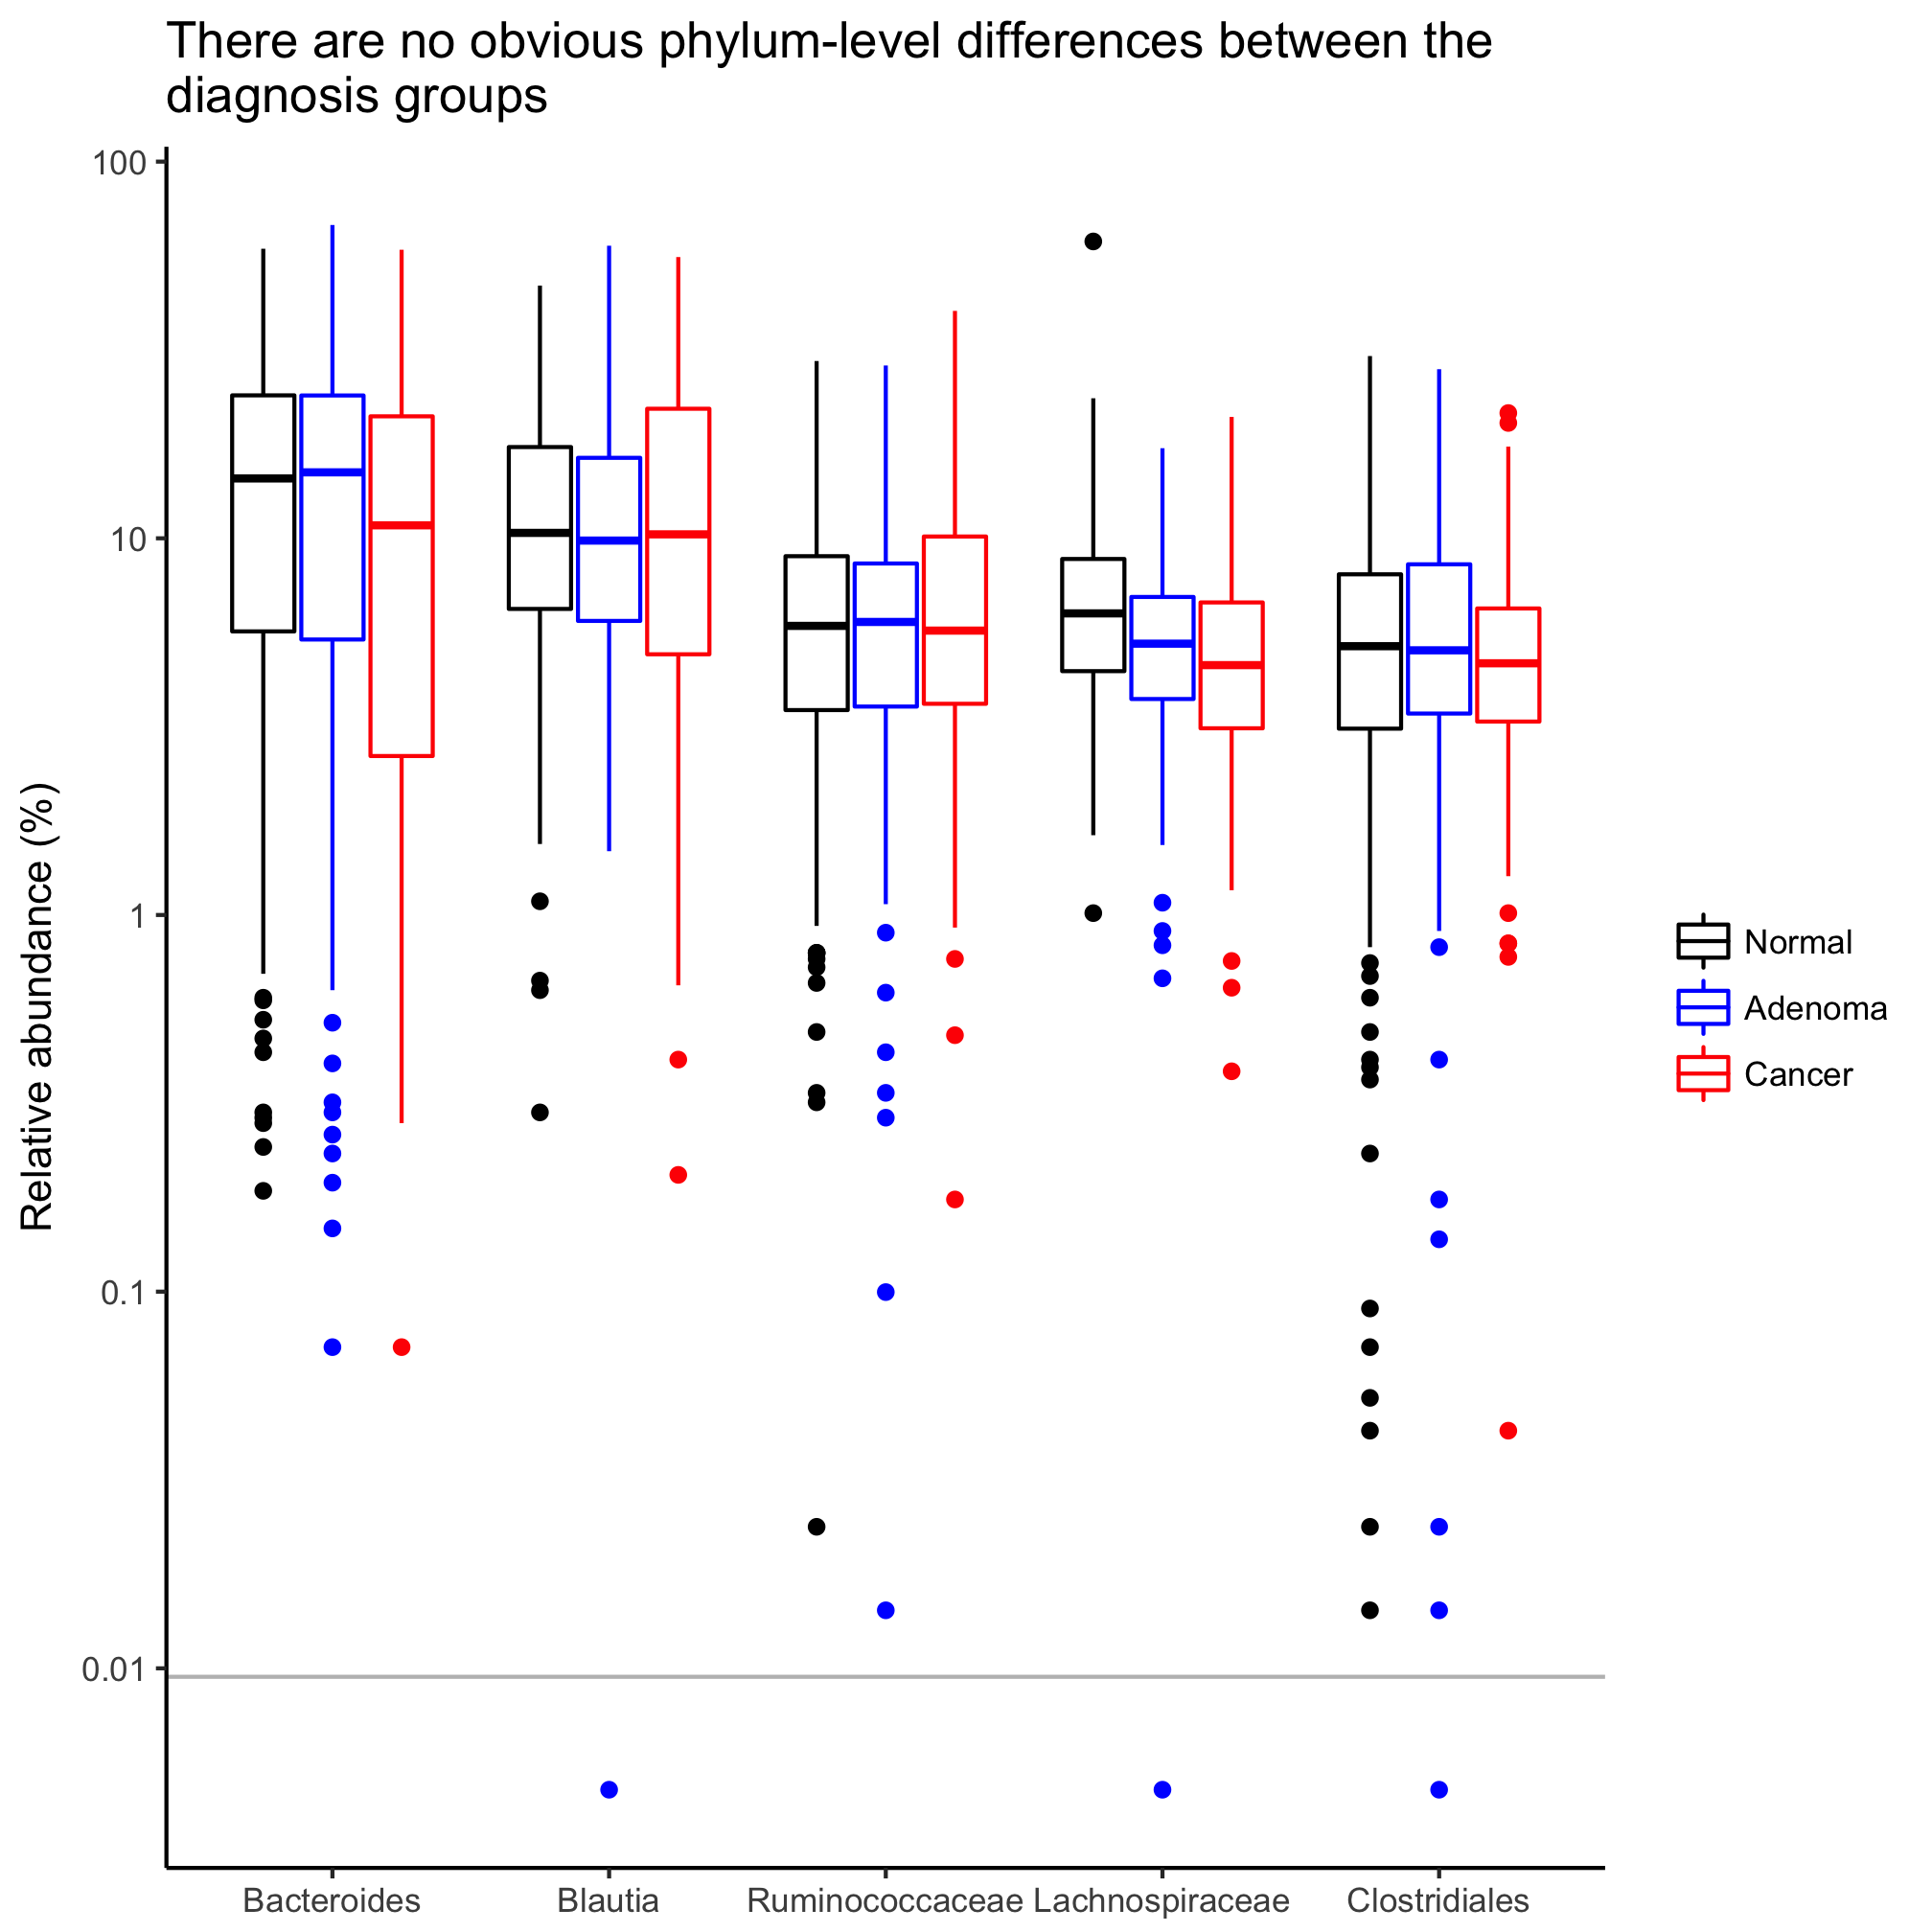 There are no obvious phylum-level differences between the
diagnosis groups
100
10
1
0.1
0.01
Relative abundance (%)
Normal
Adenoma
Cancer
Bacteroides
Blautia
Ruminococcaceae
Lachnospiraceae
Clostridiales